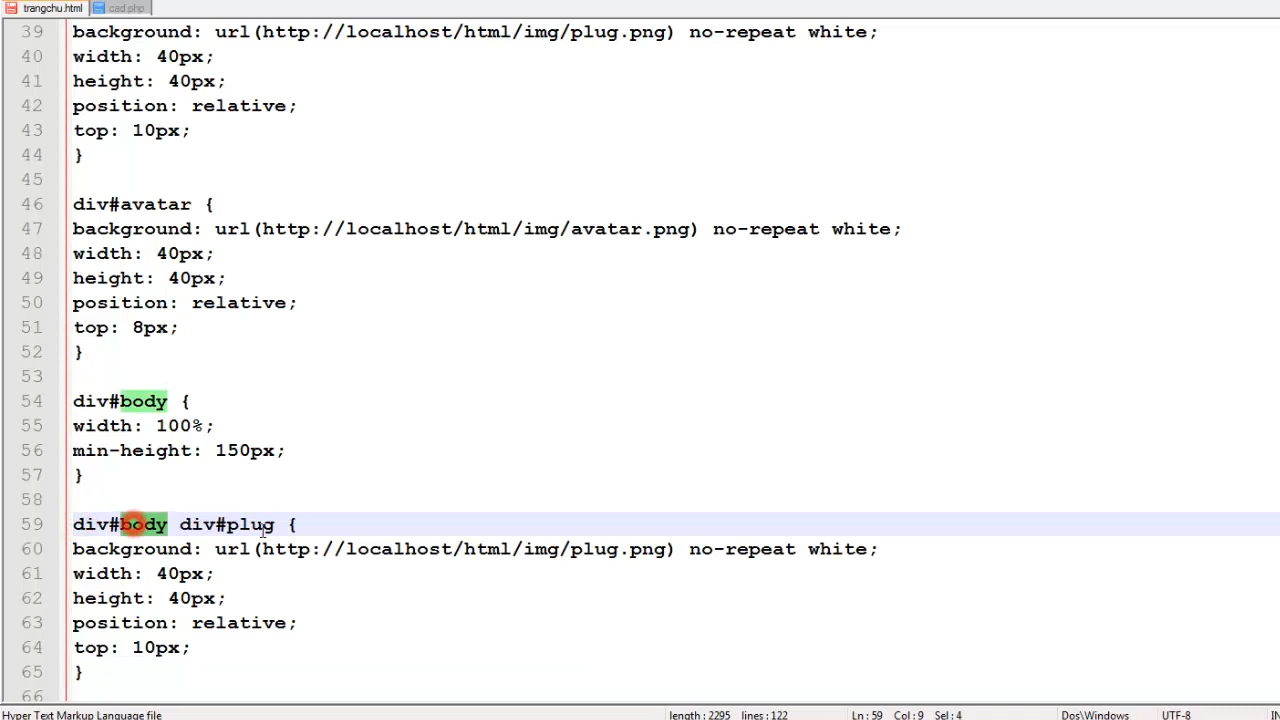 trangchu.html cad.php
39 background: url(http://localhost/html/img/plug.png) no-repeat white;
40 width: 40px;
41 height: 40px;
42 position: relative;
43 top: 10px;
44 }
45
46 div#avatar {
47 background: url(http://localhost/html/img/avatar.png) no-repeat white;
48 width: 40px;
49 height: 40px;
50 position: relative;
51 top: 8px;
52 }
53
54 div#body {
55 width: 100%;
56 min-height: 150px;
57 }
58
59 div#body div#plug {
60 background: url(http://localhost/html/img/plug.png) no-repeat white;
61 width: 40px;
62 height: 40px;
63 position: relative;
64 top: 10px;
65 }
66
Hyper Text Markup Language file length : 2295 lines : 122 Ln : 59 Col : 9 Sel : 4 Dos\Windows UTF-8 IN